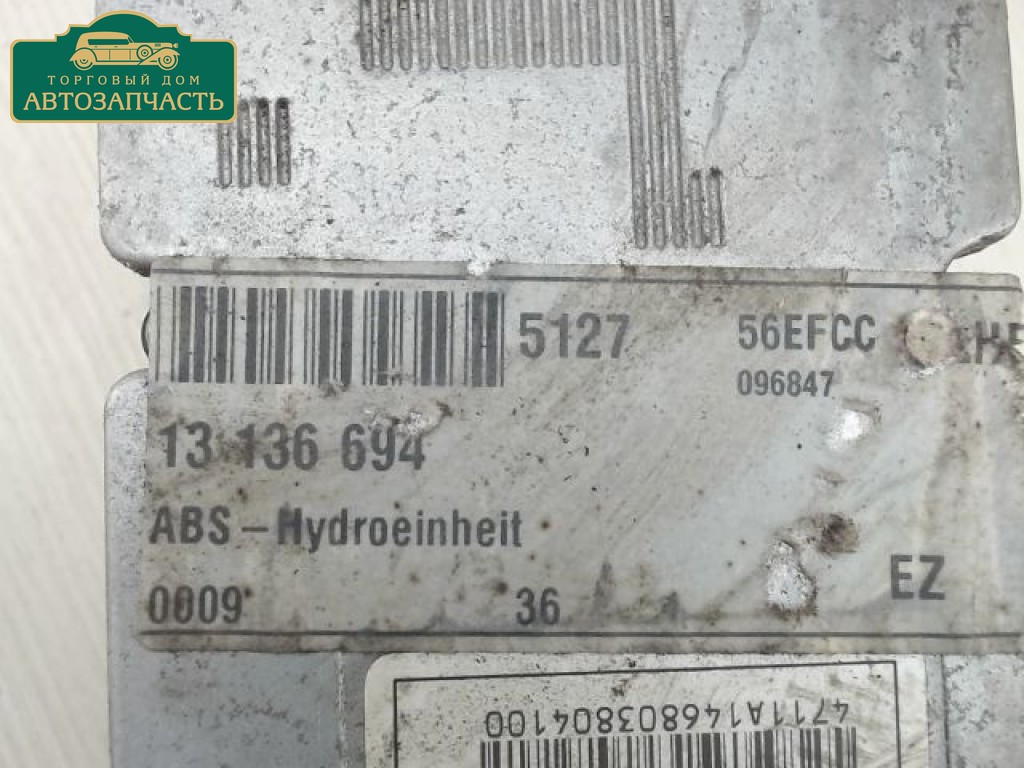 ТОРГОВЫЙ ДОМ
АВТОЗАПЧАСТЬ
5127 56EFCC
096847
13 136 694
ABS-Hydroeinheit
0009 36 EZ
4711A146803804100